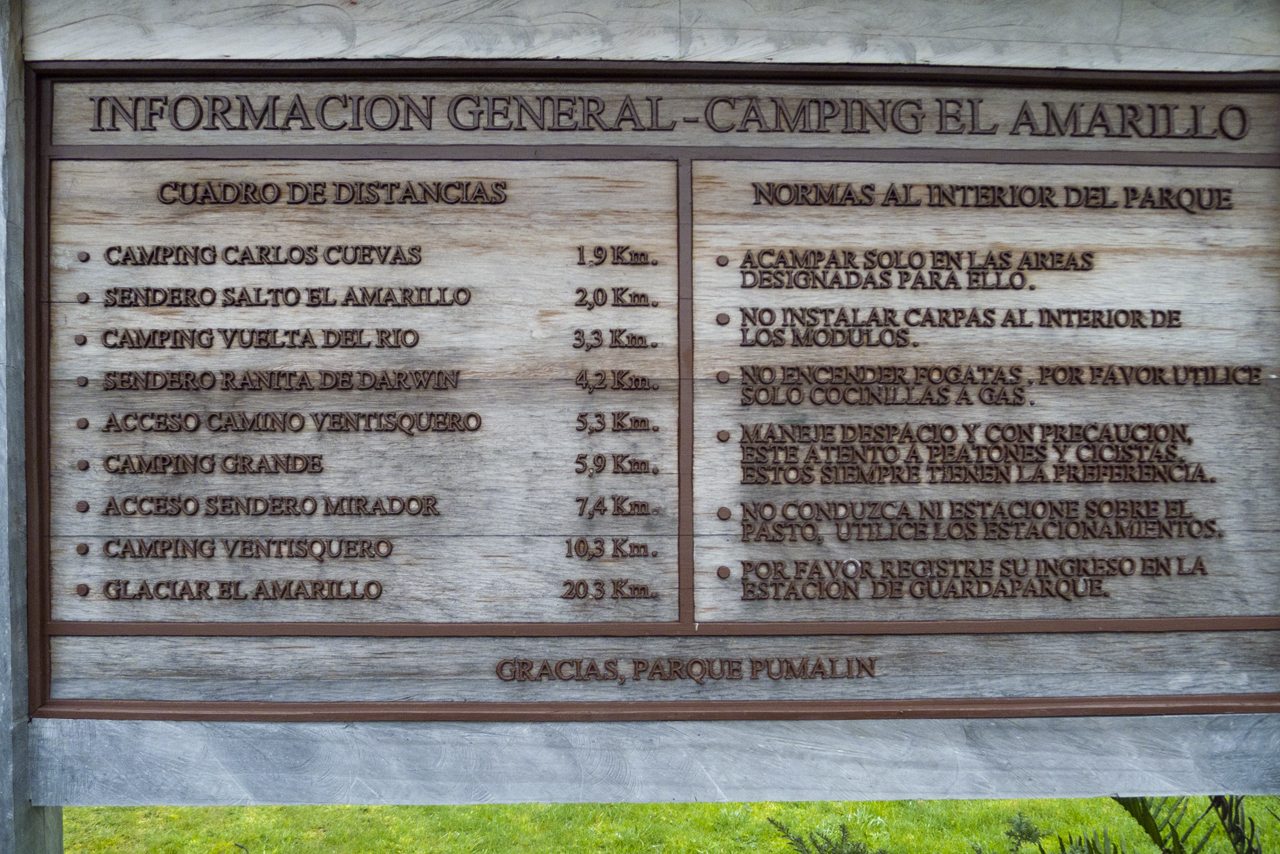 INFORMACION GENERAL-CAMPING EL AMARILLO
CUADRO DE DISTANCIAS
• CAMPING CARLOS CUEVAS 1,9 Km.
• SENDERO SALTO EL AMARILLO 2,0 Km.
• CAMPING VUELTA DEL RIO 3,3 Km.
• SENDERO RANITA DE DARWIN 4,2 Km.
• ACCESO CAMINO VENTISQUERO 5,3 Km.
• CAMPING GRANDE 5,9 Km.
• ACCESO SENDERO MIRADOR 7,4 Km.
• CAMPING VENTISQUERO 10,3 Km.
• GLACIAR EL AMARILLO 20,3 Km.
NORMAS AL INTERIOR DEL PARQUE
• ACAMPAR SOLO EN LAS AREAS
DESIGNADAS PARA ELLO.
• NO INSTALAR CARPAS AL INTERIOR DE
LOS MODULOS.
• NO ENCENDER FOGATAS. POR FAVOR UTILICE
SOLO COCINILLAS A GAS.
• MANEJE DESPACIO Y CON PRECAUCION,
ESTE ATENTO A PEATONES Y CICISTAS.
ESTOS SIEMPRE TIENEN LA PREFERENCIA.
• NO CONDUZCA NI ESTACIONE SOBRE EL
PASTO, UTILICE LOS ESTACIONAMIENTOS.
• POR FAVOR REGISTRE SU INGRESO EN LA
ESTACION DE GUARDAPARQUE.
GRACIAS, PARQUE PUMALIN